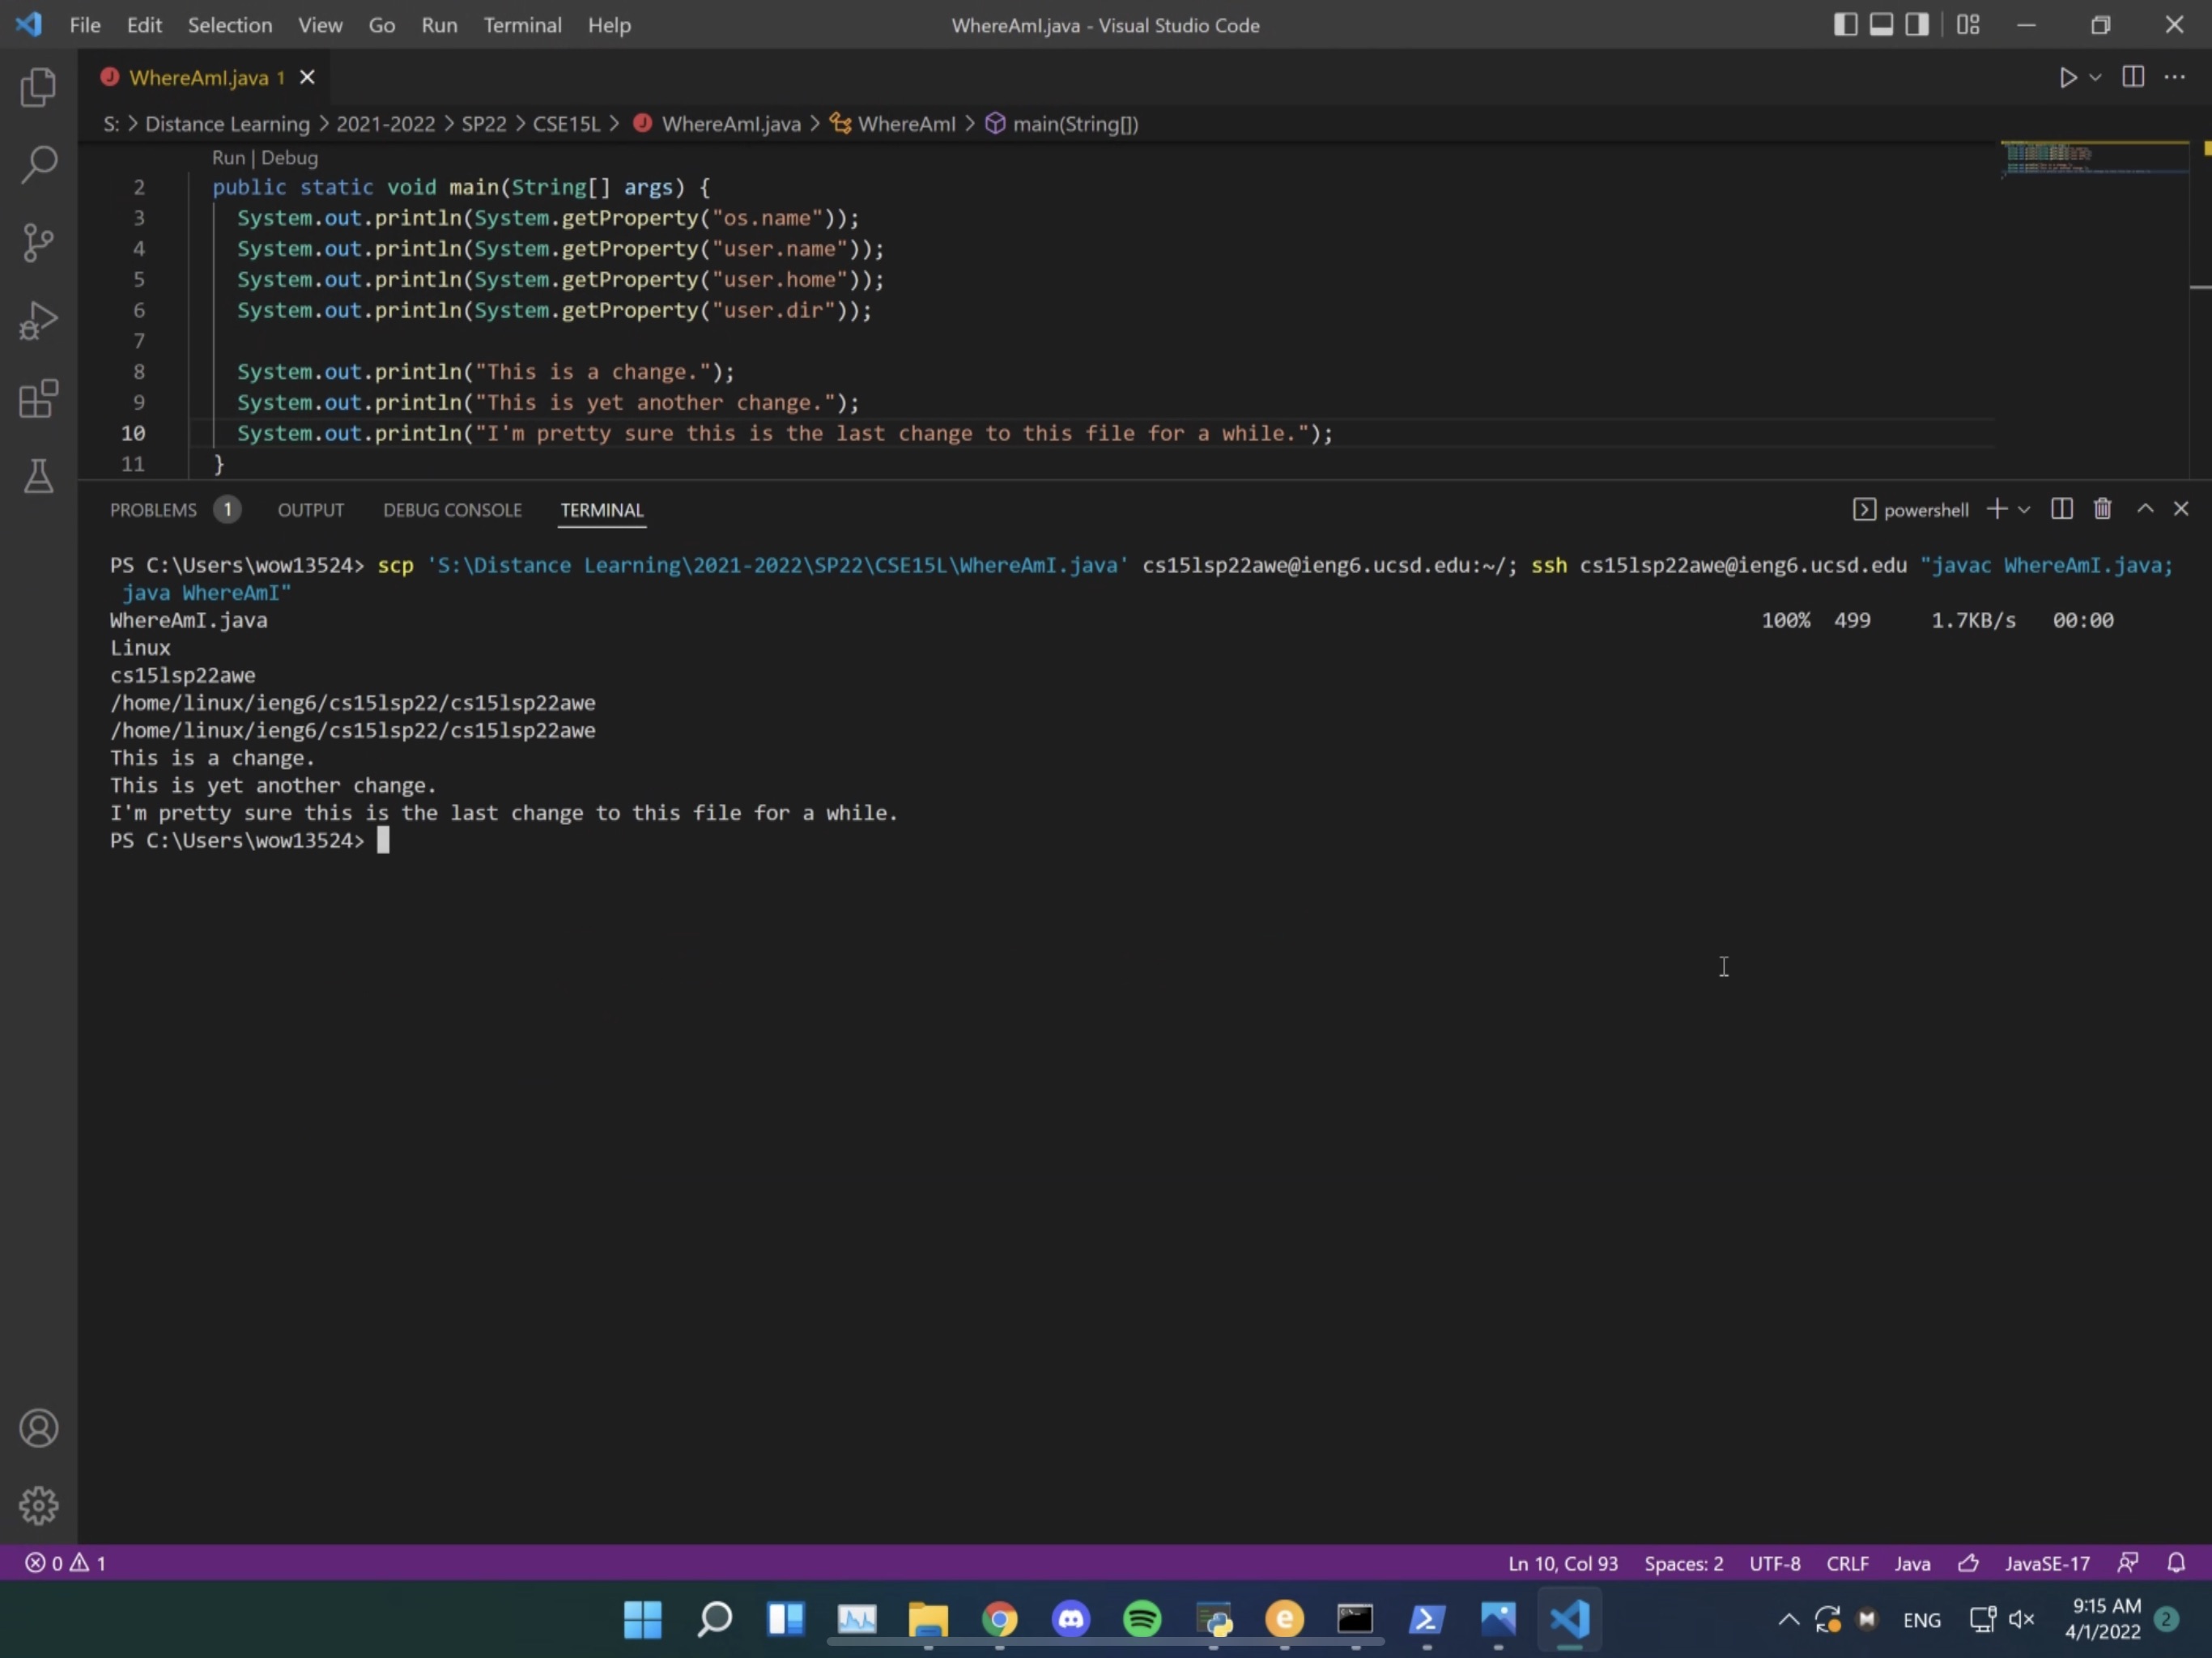 File Edit Selection View Go Run Terminal Help WhereAmI.java - Visual Studio Code
WhereAmI.java 1
S: > Distance Learning > 2021-2022 > SP22 > CSE15L > WhereAmI.java > WhereAmI > main(String[])
Run | Debug
2 public static void main(String[] args) {
3 System.out.println(System.getProperty("os.name"));
4 System.out.println(System.getProperty("user.name"));
5 System.out.println(System.getProperty("user.home"));
6 System.out.println(System.getProperty("user.dir"));
7
8 System.out.println("This is a change.");
9 System.out.println("This is yet another change.");
10 System.out.println("I'm pretty sure this is the last change to this file for a while.");
11 }
PROBLEMS 1 OUTPUT DEBUG CONSOLE TERMINAL powershell
PS C:\Users\wow13524> scp 'S:\Distance Learning\2021-2022\SP22\CSE15L\WhereAmI.java' cs15lsp22awe@ieng6.ucsd.edu:~/; ssh cs15lsp22awe@ieng6.ucsd.edu "javac WhereAmI.java;
java WhereAmI"
WhereAmI.java 100% 499 1.7KB/s 00:00
Linux
cs15lsp22awe
/home/linux/ieng6/cs15lsp22/cs15lsp22awe
/home/linux/ieng6/cs15lsp22/cs15lsp22awe
This is a change.
This is yet another change.
I'm pretty sure this is the last change to this file for a while.
PS C:\Users\wow13524>
0 1 Ln 10, Col 93 Spaces: 2 UTF-8 CRLF Java JavaSE-17
ENG 9:15 AM 2
4/1/2022